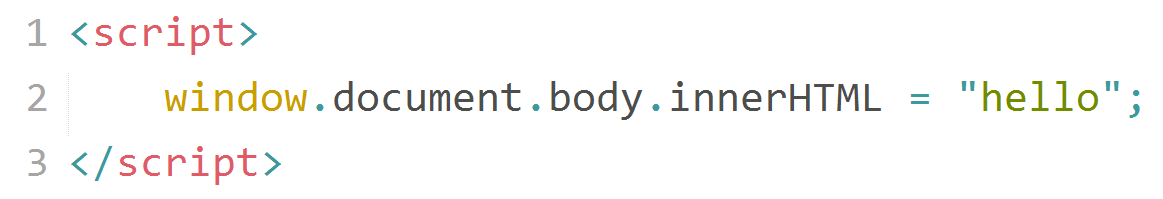 1 <script>
2 window.document.body.innerHTML = "hello";
3 </script>